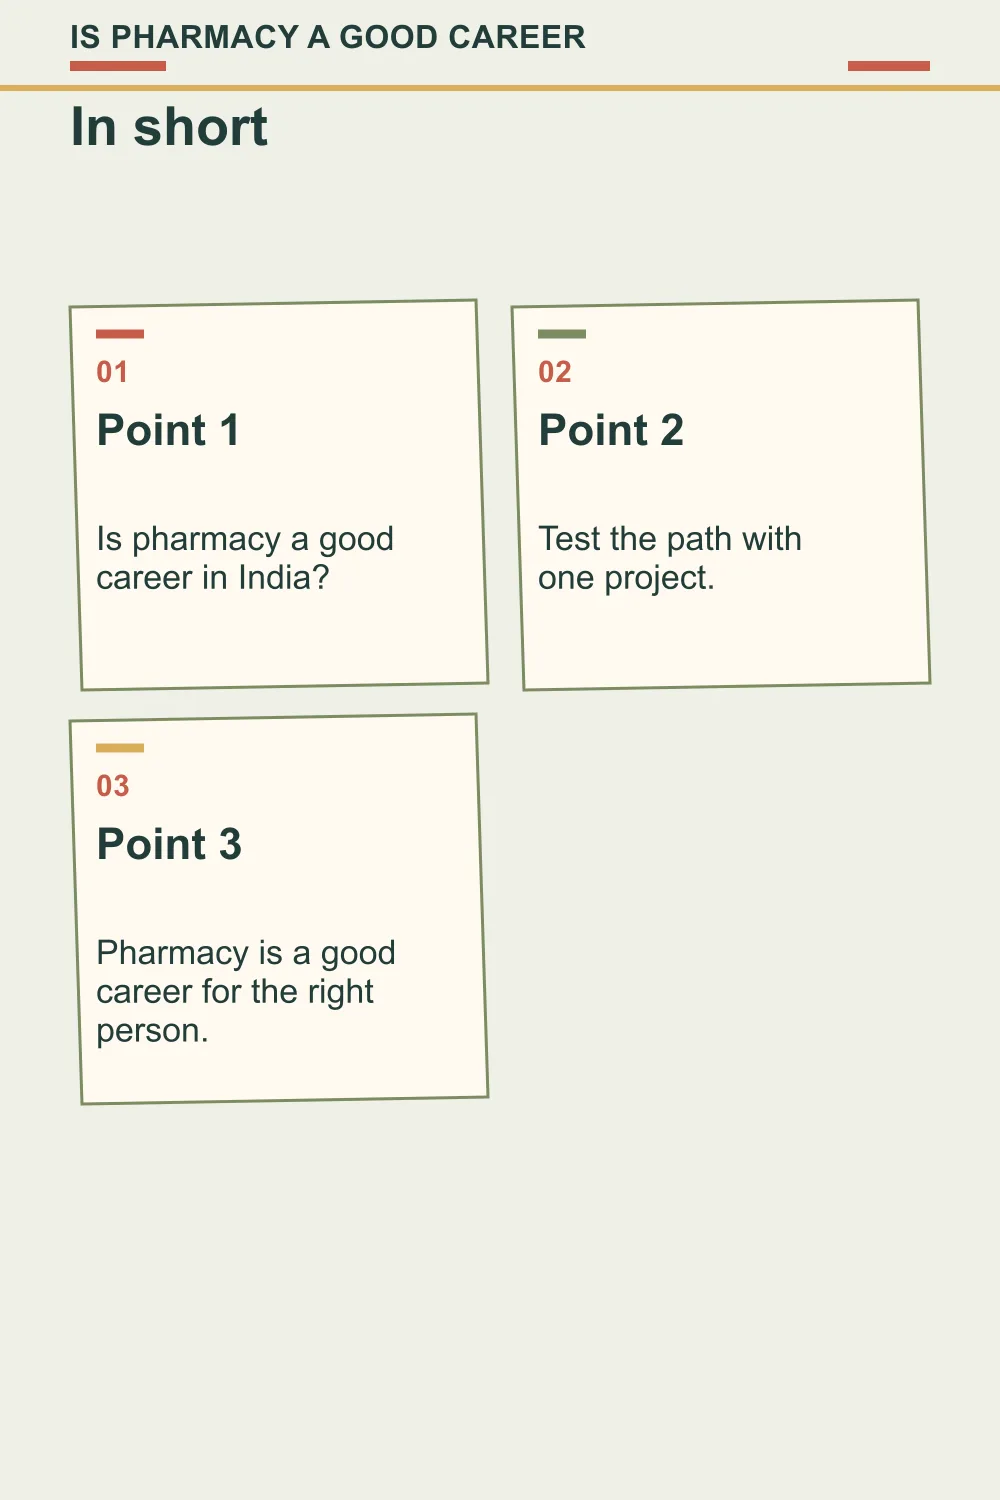 IS PHARMACY A GOOD CAREER
In short
01
Point 1
Is pharmacy a good
career in India?
02
Point 2
Test the path with
one project.
03
Point 3
Pharmacy is a good
career for the right
person.